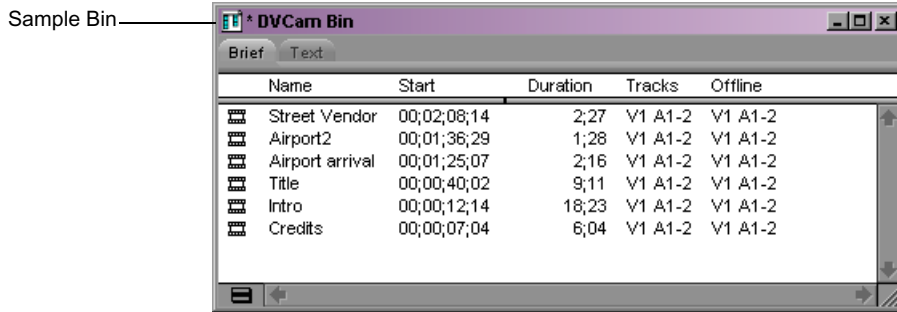 Sample Bin
* DVCam Bin
Brief Text
Name Start Duration Tracks Offline
Street Vendor 00;02;08;14 2;27 V1 A1-2 V1 A1-2
Airport2 00;01;36;29 1;28 V1 A1-2 V1 A1-2
Airport arrival 00;01;25;07 2;16 V1 A1-2 V1 A1-2
Title 00;00;40;02 9;11 V1 A1-2 V1 A1-2
Intro 00;00;12;14 18;23 V1 A1-2 V1 A1-2
Credits 00;00;07;04 6;04 V1 A1-2 V1 A1-2